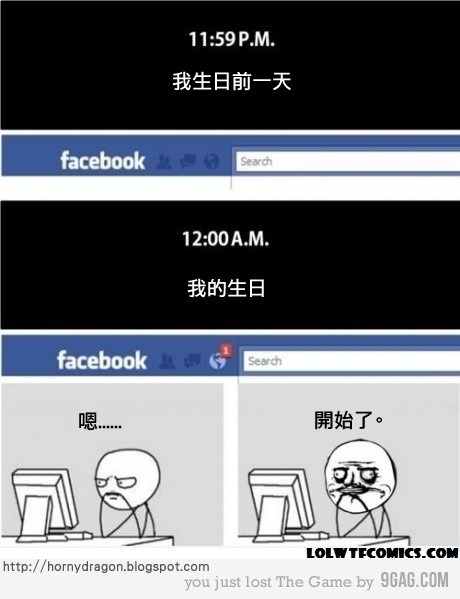 11:59 P.M.
我生日前一天
facebook Search
12:00 A.M.
我的生日
facebook 1 Search
嗯......
開始了。
LOLWTFCOMICS.COM
http://hornydragon.blogspot.com
you just lost The Game by 9GAG.COM